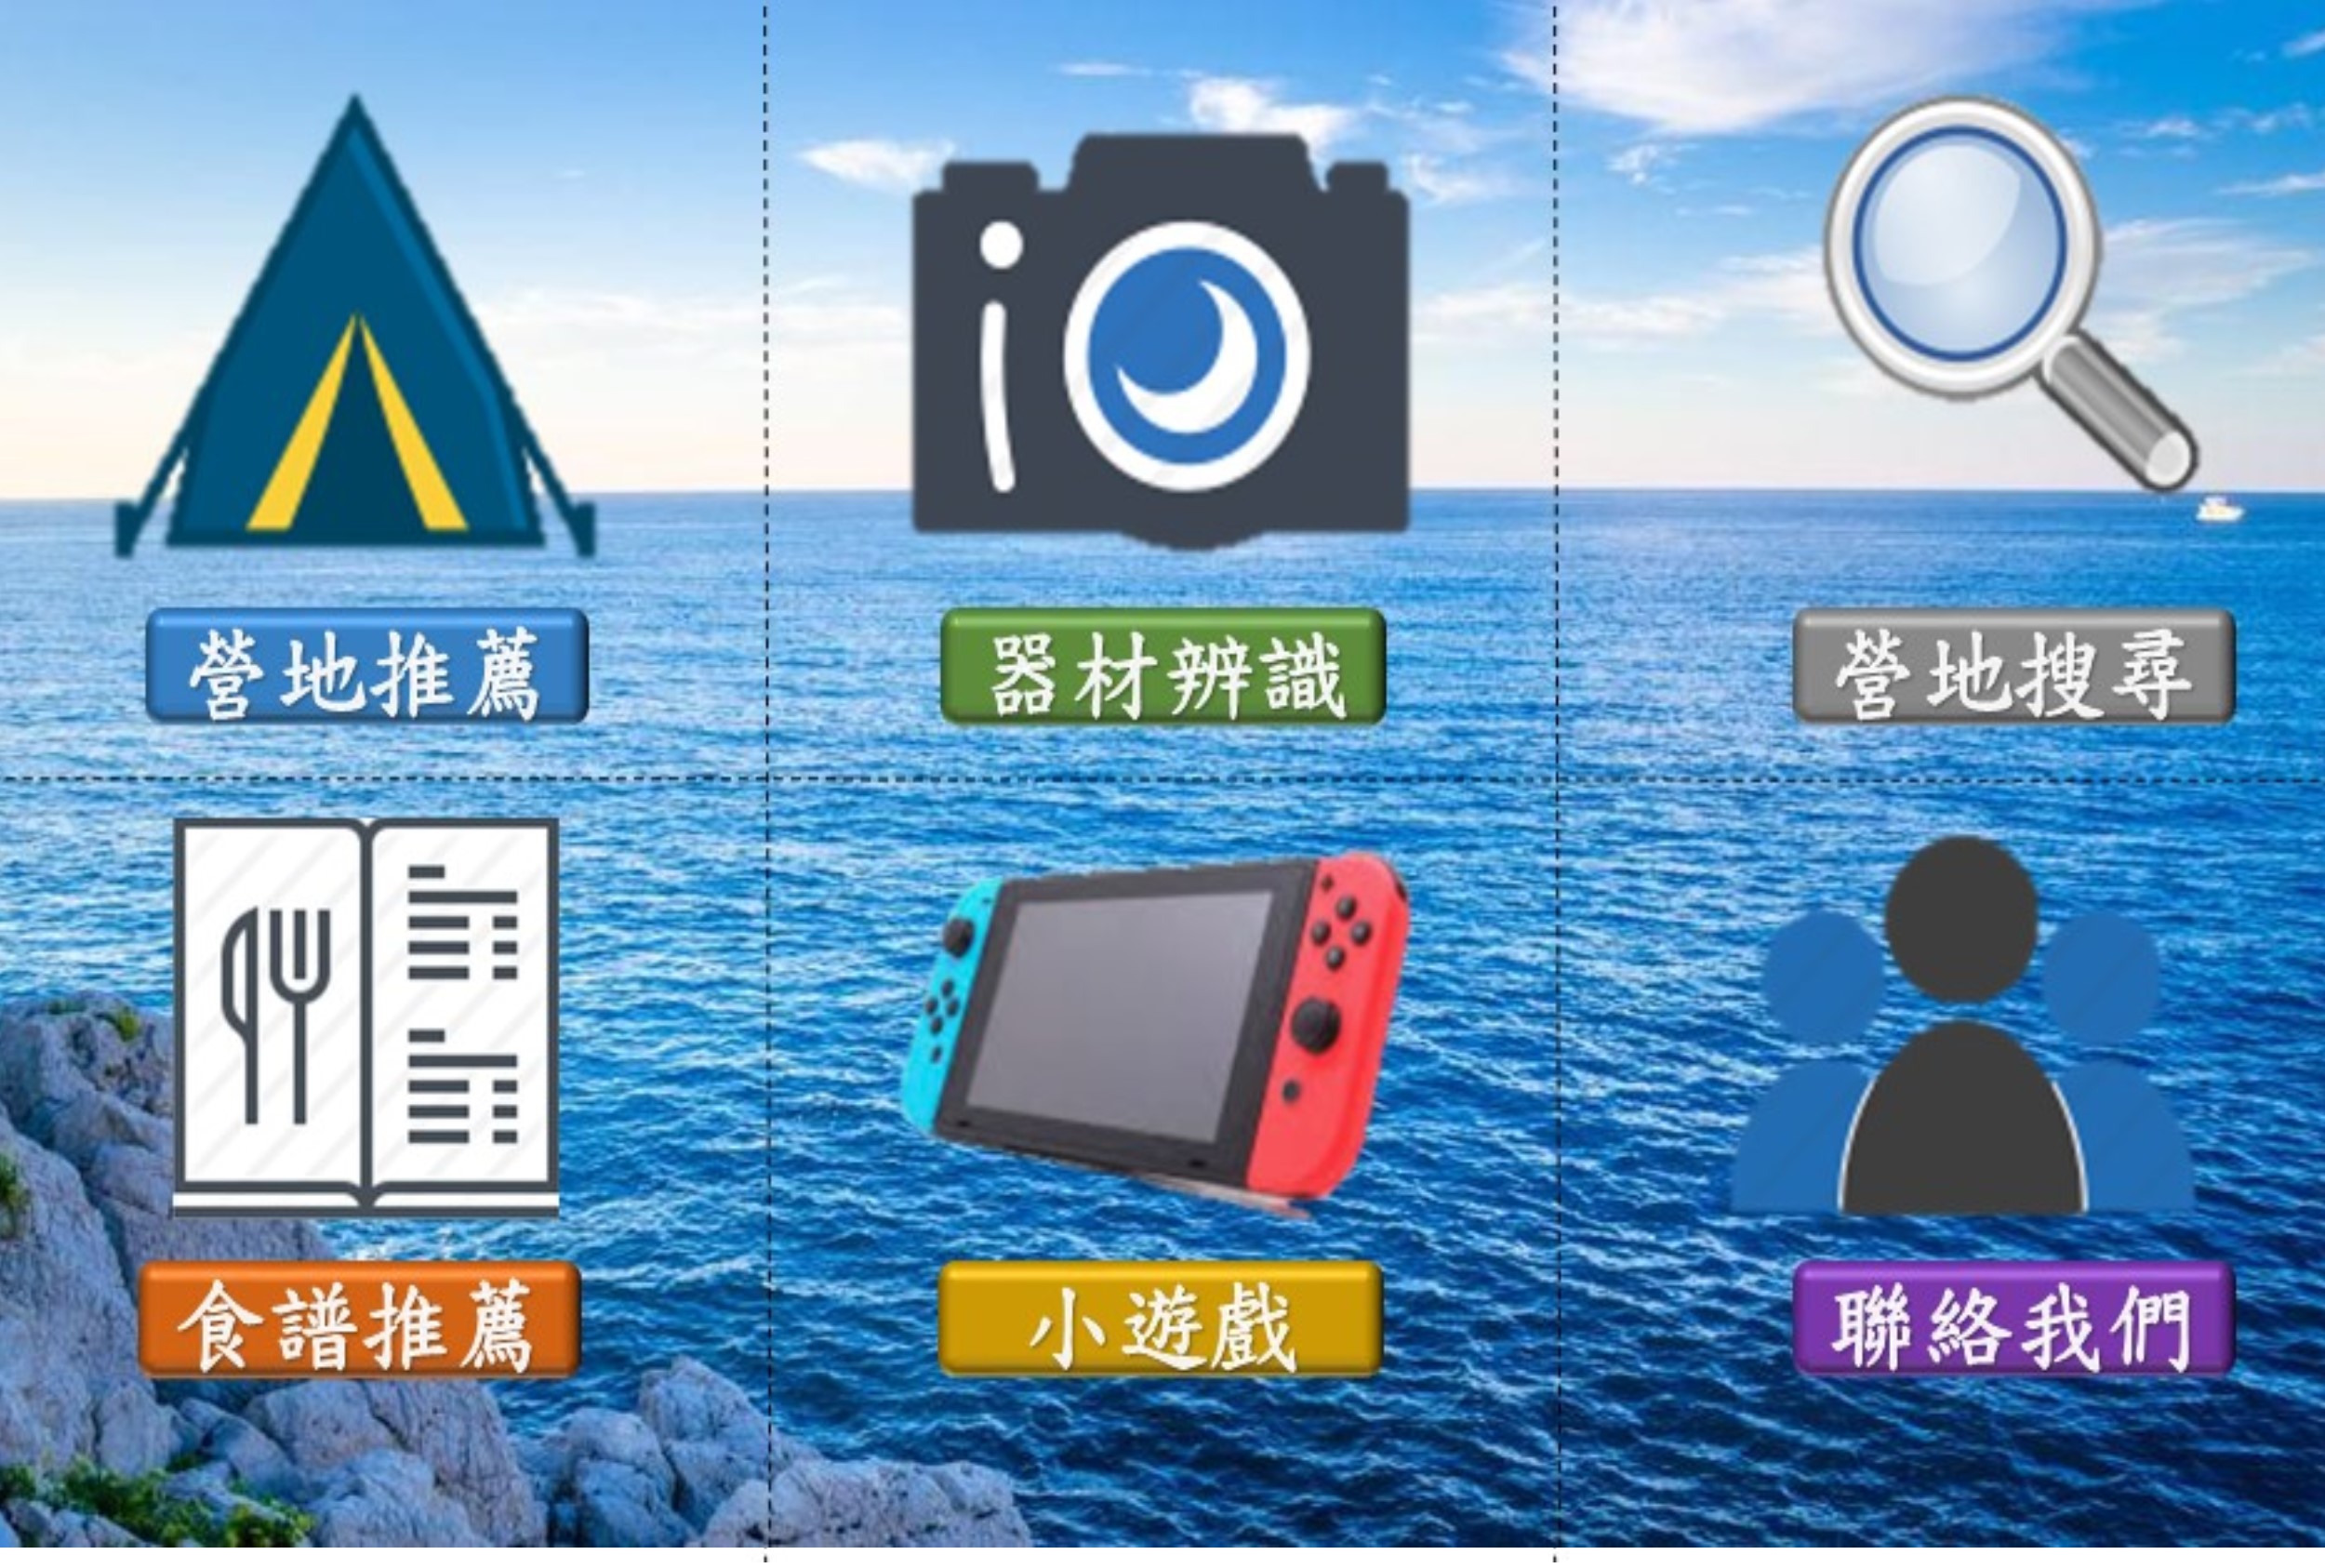 營地推薦
器材辨識
營地搜尋
食譜推薦
小遊戲
聯絡我們